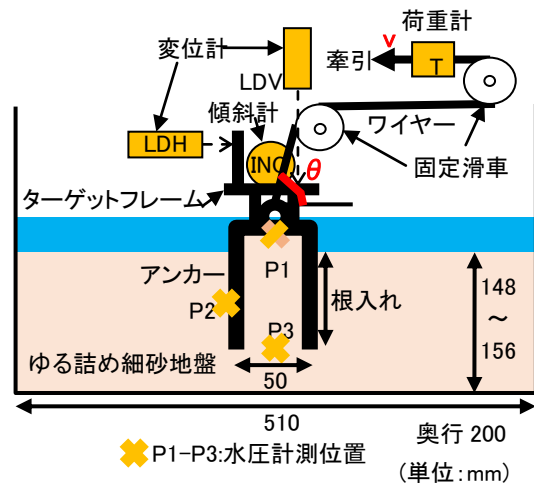 荷重計
変位計
牽引
v
T
LDV
傾斜計
ワイヤー
LDH
INC
θ
固定滑車
ターゲットフレーム
アンカー
P1
P2
P3
根入れ
148
～
156
ゆる詰め細砂地盤
50
510
奥行 200
P1−P3:水圧計測位置
(単位:mm)